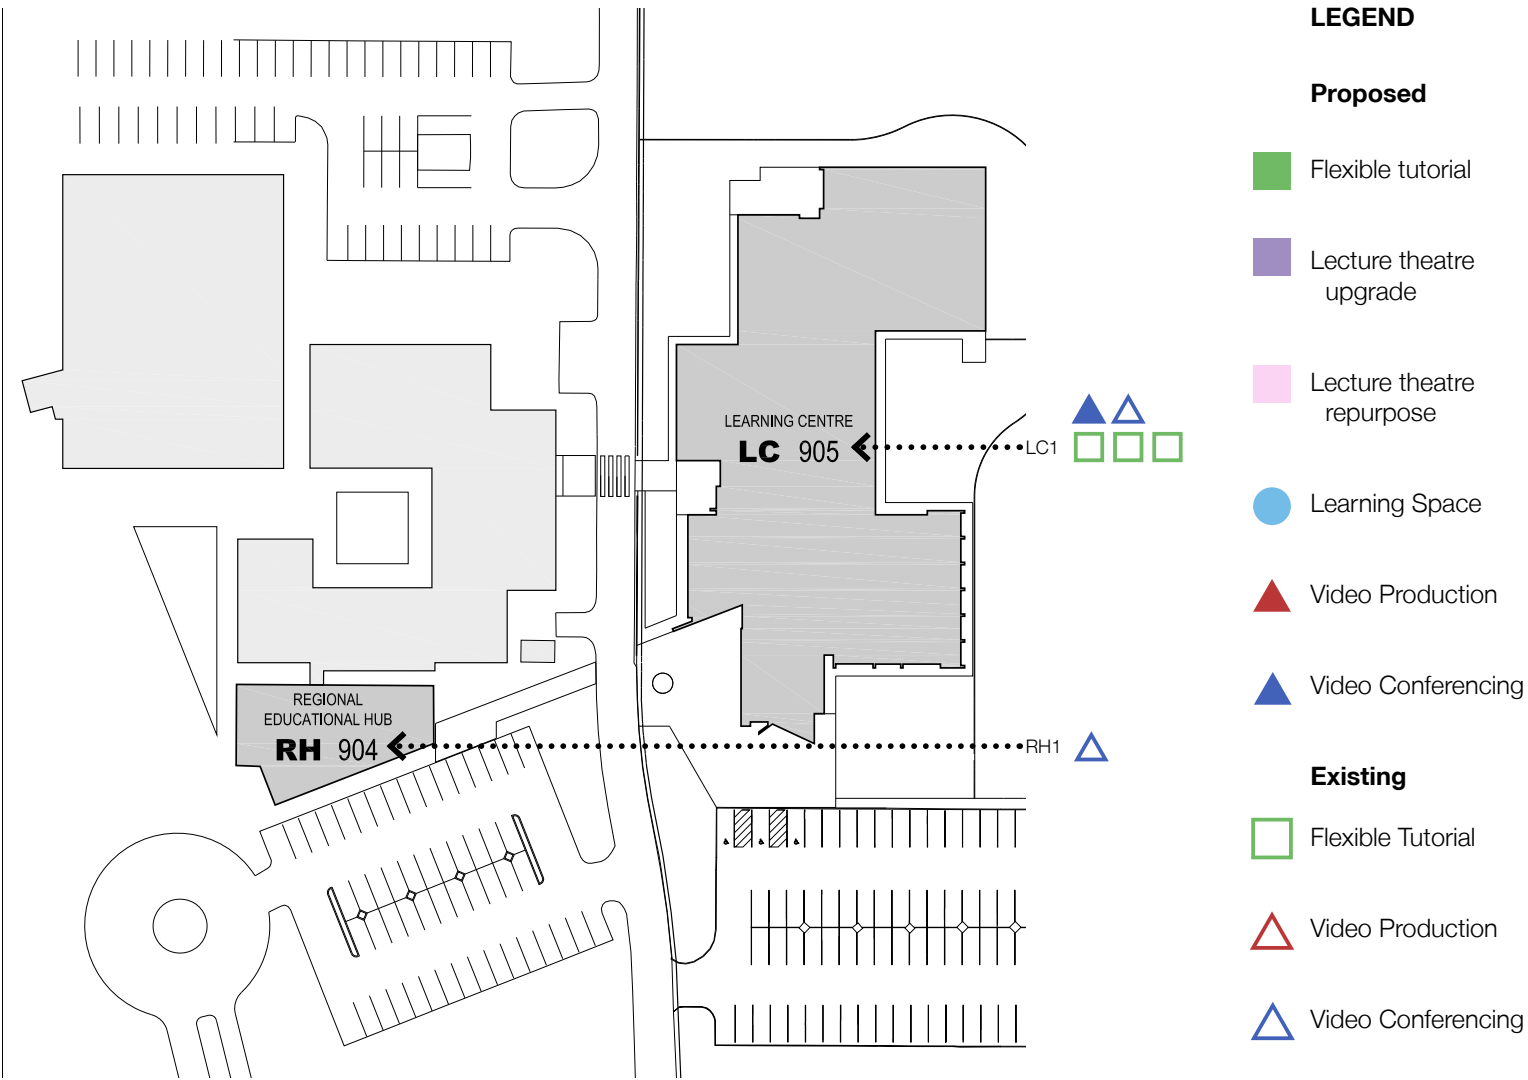 LEARNING CENTRE
LC 905
LC1
REGIONAL
EDUCATIONAL HUB
RH 904
RH1
LEGEND
Proposed
Flexible tutorial
Lecture theatre
upgrade
Lecture theatre
repurpose
Learning Space
Video Production
Video Conferencing
Existing
Flexible Tutorial
Video Production
Video Conferencing